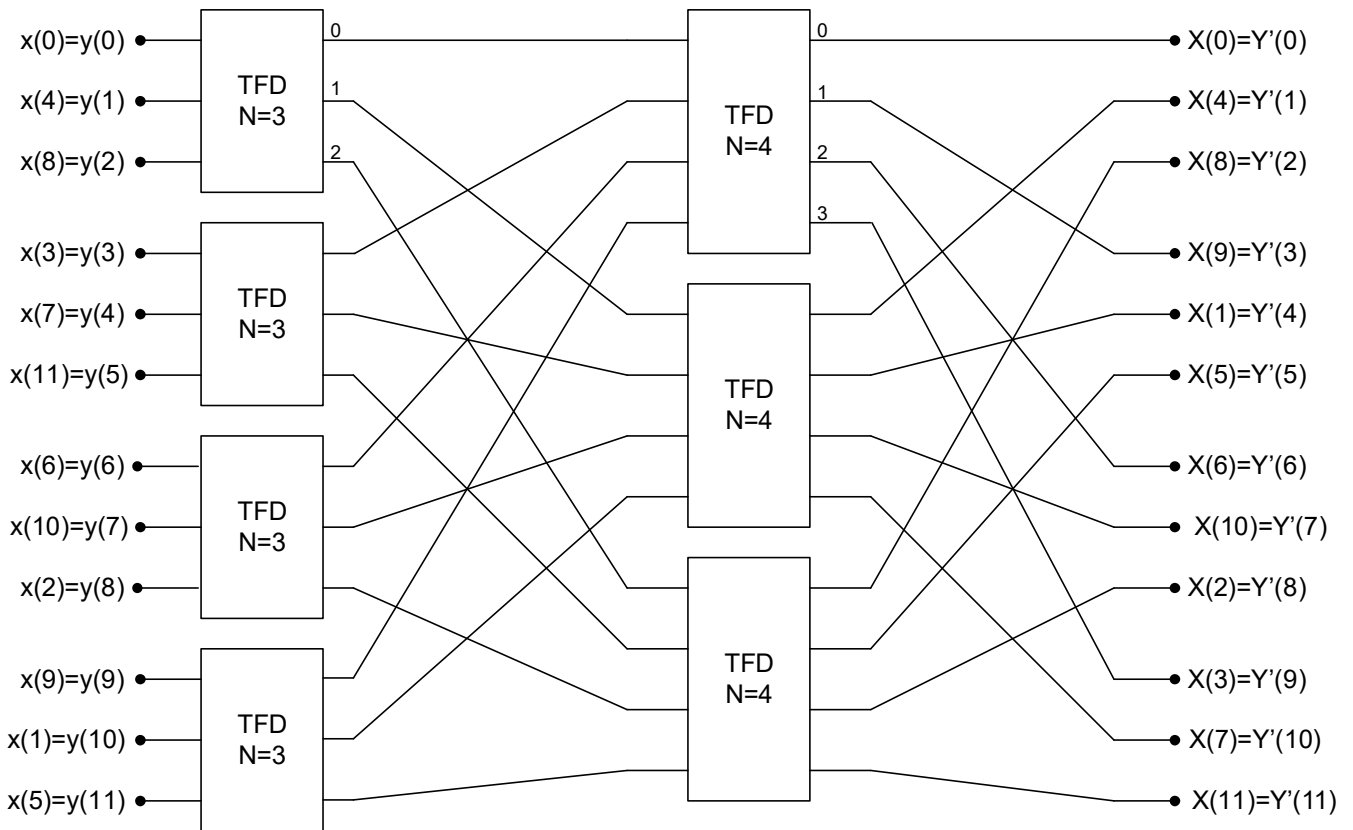 x(0)=y(0)
x(4)=y(1)
x(8)=y(2)
x(3)=y(3)
x(7)=y(4)
x(11)=y(5)
x(6)=y(6)
x(10)=y(7)
x(2)=y(8)
x(9)=y(9)
x(1)=y(10)
x(5)=y(11)
TFD
N=3
0
1
2
TFD
N=3
TFD
N=3
TFD
N=3
TFD
N=4
0
1
2
3
TFD
N=4
TFD
N=4
X(0)=Y'(0)
X(4)=Y'(1)
X(8)=Y'(2)
X(9)=Y'(3)
X(1)=Y'(4)
X(5)=Y'(5)
X(6)=Y'(6)
X(10)=Y'(7)
X(2)=Y'(8)
X(3)=Y'(9)
X(7)=Y'(10)
X(11)=Y'(11)